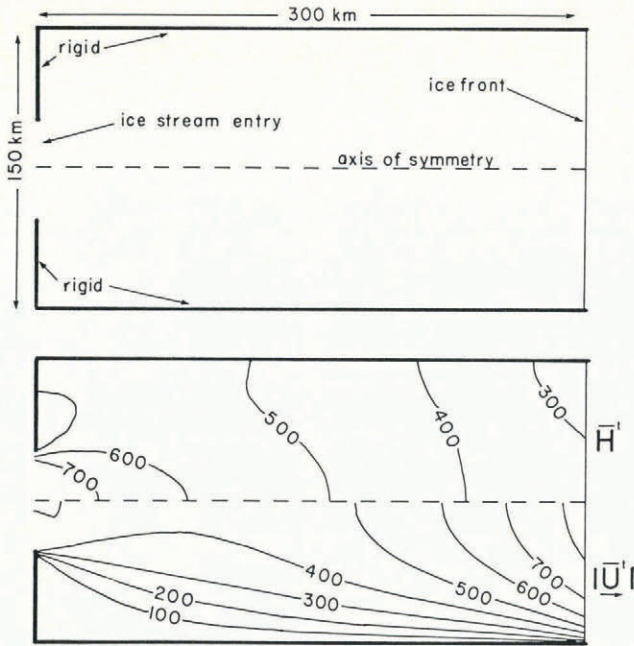 300 km
rigid
ice front
ice stream entry
150 km
axis of symmetry
rigid
500
400
300
H̅'
600
700
400
500
600
700
|U̅'|
300
200
100